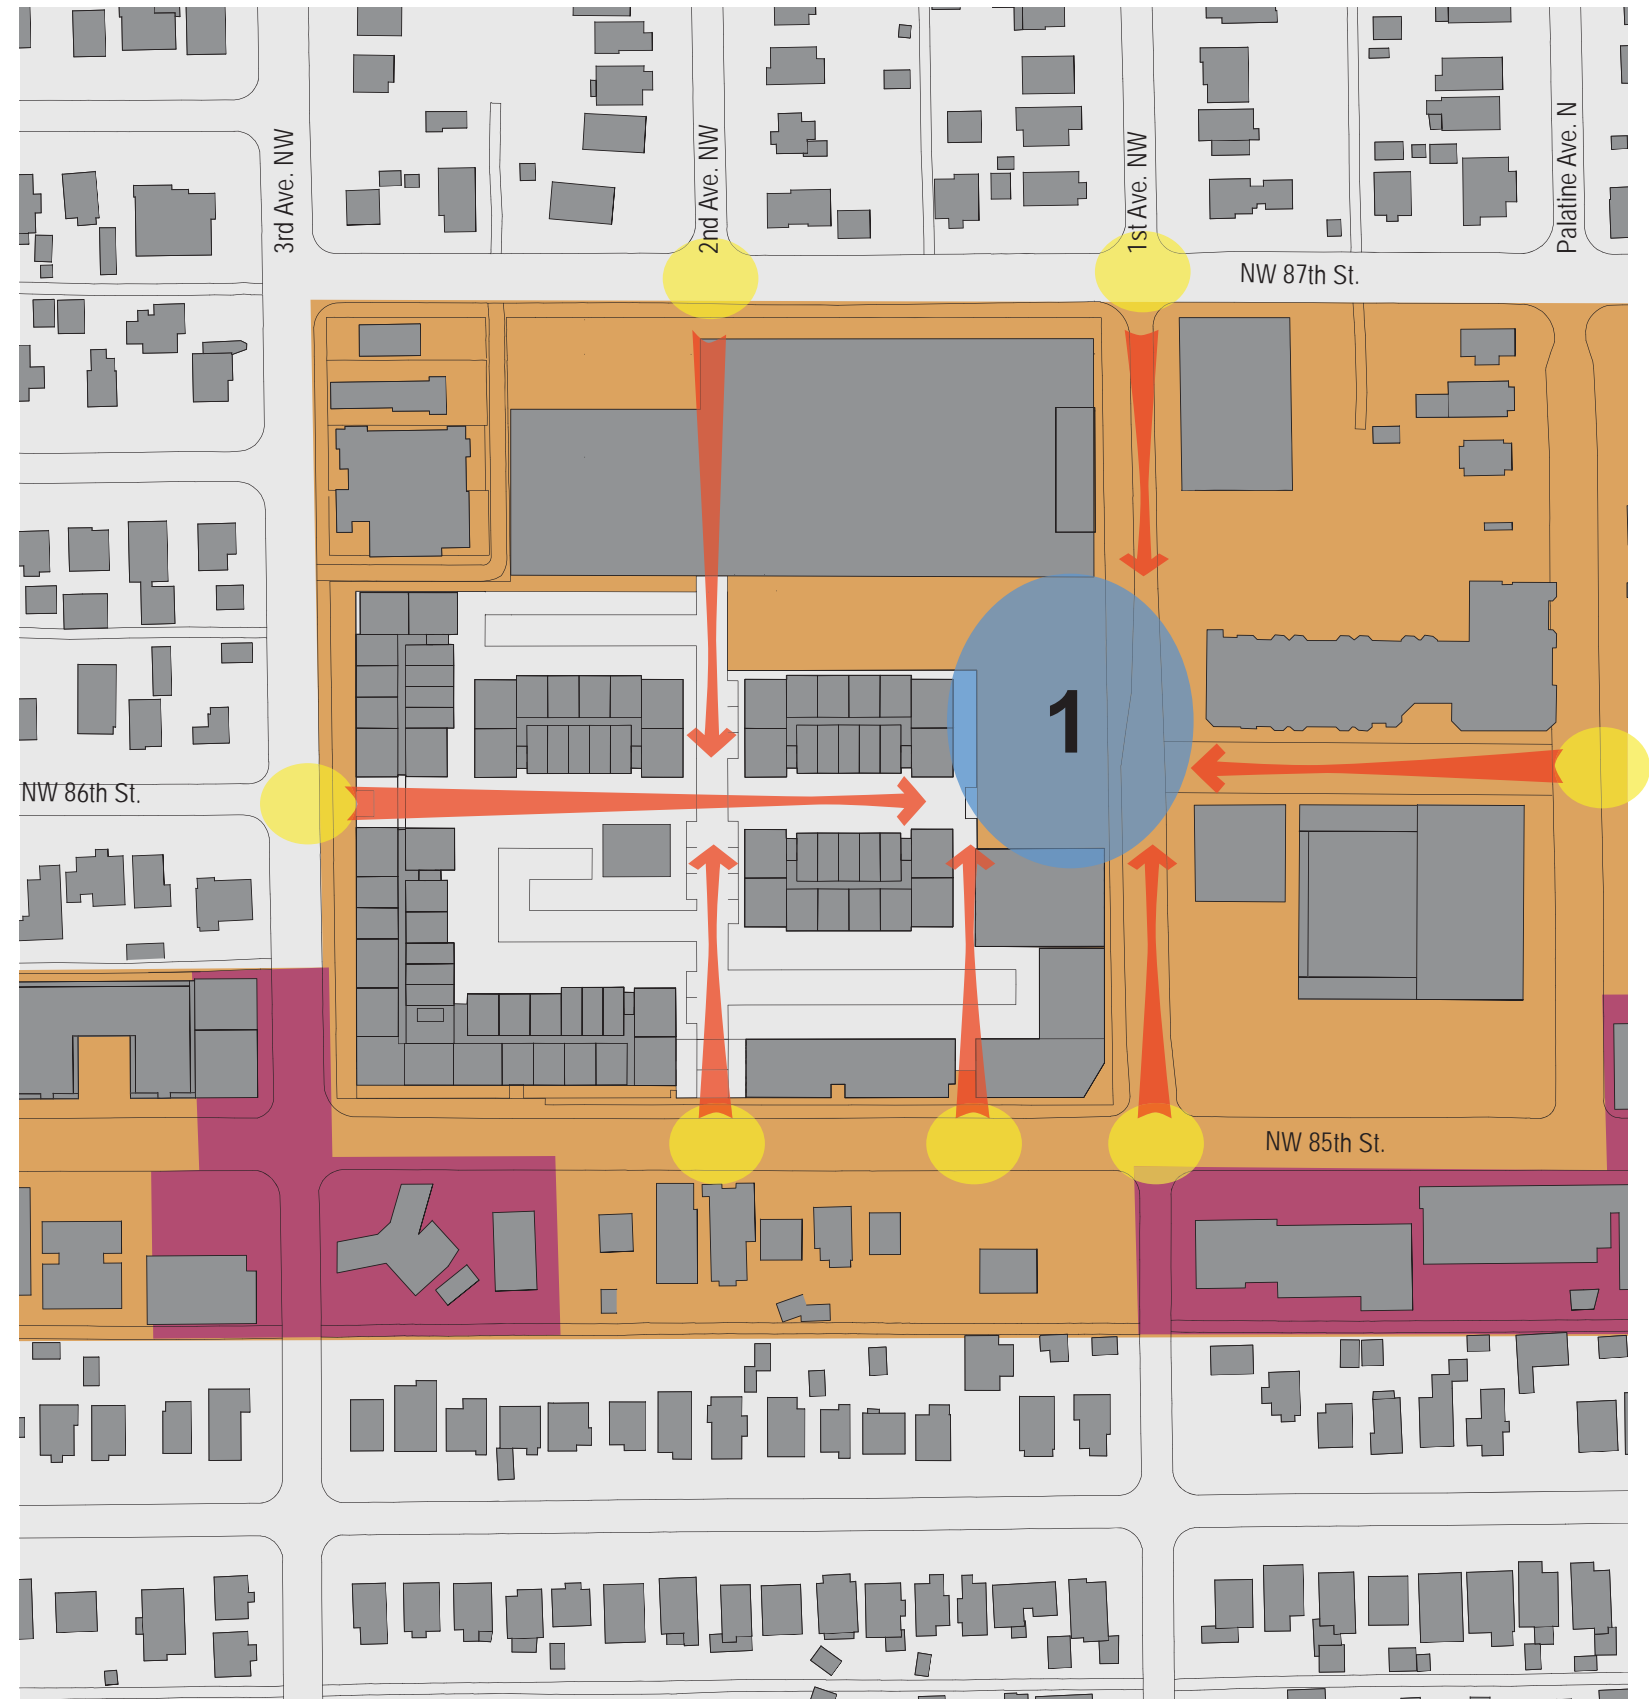 3rd Ave. NW
2nd Ave. NW
1st Ave. NW
Palatine Ave. N
NW 87th St.
1
NW 86th St.
NW 85th St.